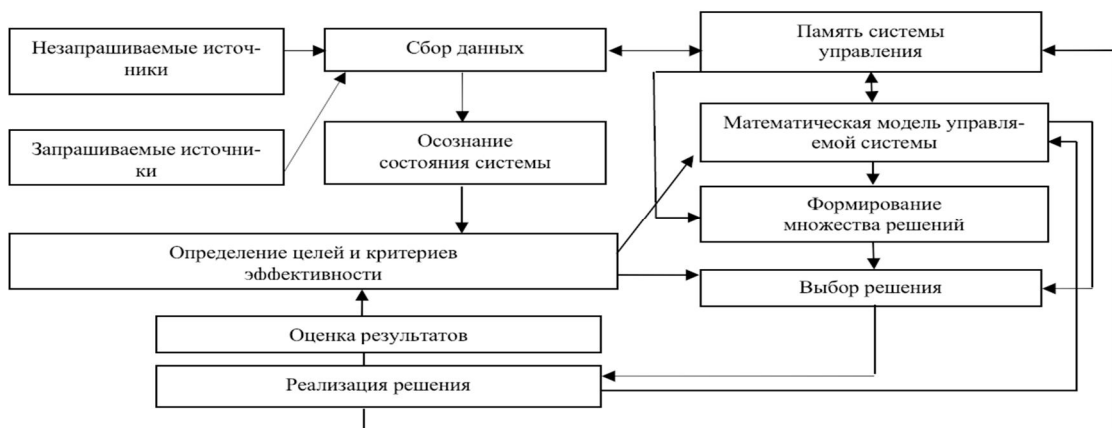 Незапрашиваемые источ-
ники
Сбор данных
Память системы
управления
Запрашиваемые источни-
ки
Осознание
состояния системы
Математическая модель управля-
емой системы
Формирование
множества решений
Определение целей и критериев
эффективности
Выбор решения
Оценка результатов
Реализация решения